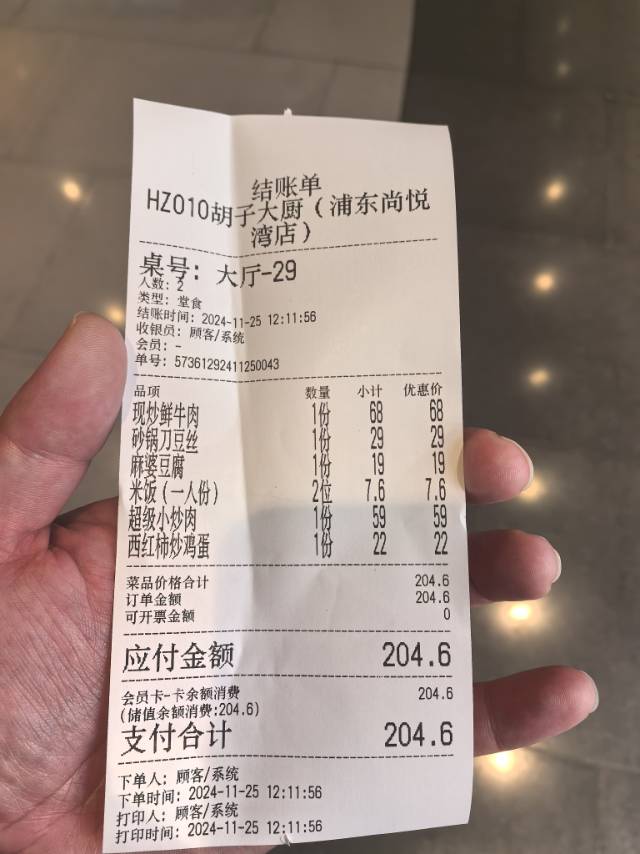 结账单
HZ010胡子大厨（浦东尚悦
湾店）
桌号：大厅-29
人数：2
类型：堂食
结账时间：2024-11-25 12:11:56
收银员：顾客/系统
会员：-
单号：57361292411250043
品项 数量 小计 优惠价
现炒鲜牛肉 1份 68 68
砂锅刀豆丝 1份 29 29
麻婆豆腐 1份 19 19
米饭（一人份） 2位 7.6 7.6
超级小炒肉 1份 59 59
西红柿炒鸡蛋 1份 22 22
菜品价格合计 204.6
订单金额 204.6
可开票金额 0
应付金额 204.6
会员卡-卡余额消费 204.6
(储值余额消费:204.6)
支付合计 204.6
下单人：顾客/系统
下单时间：2024-11-25 12:11:56
打印人：顾客/系统
打印时间：2024-11-25 12:11:56